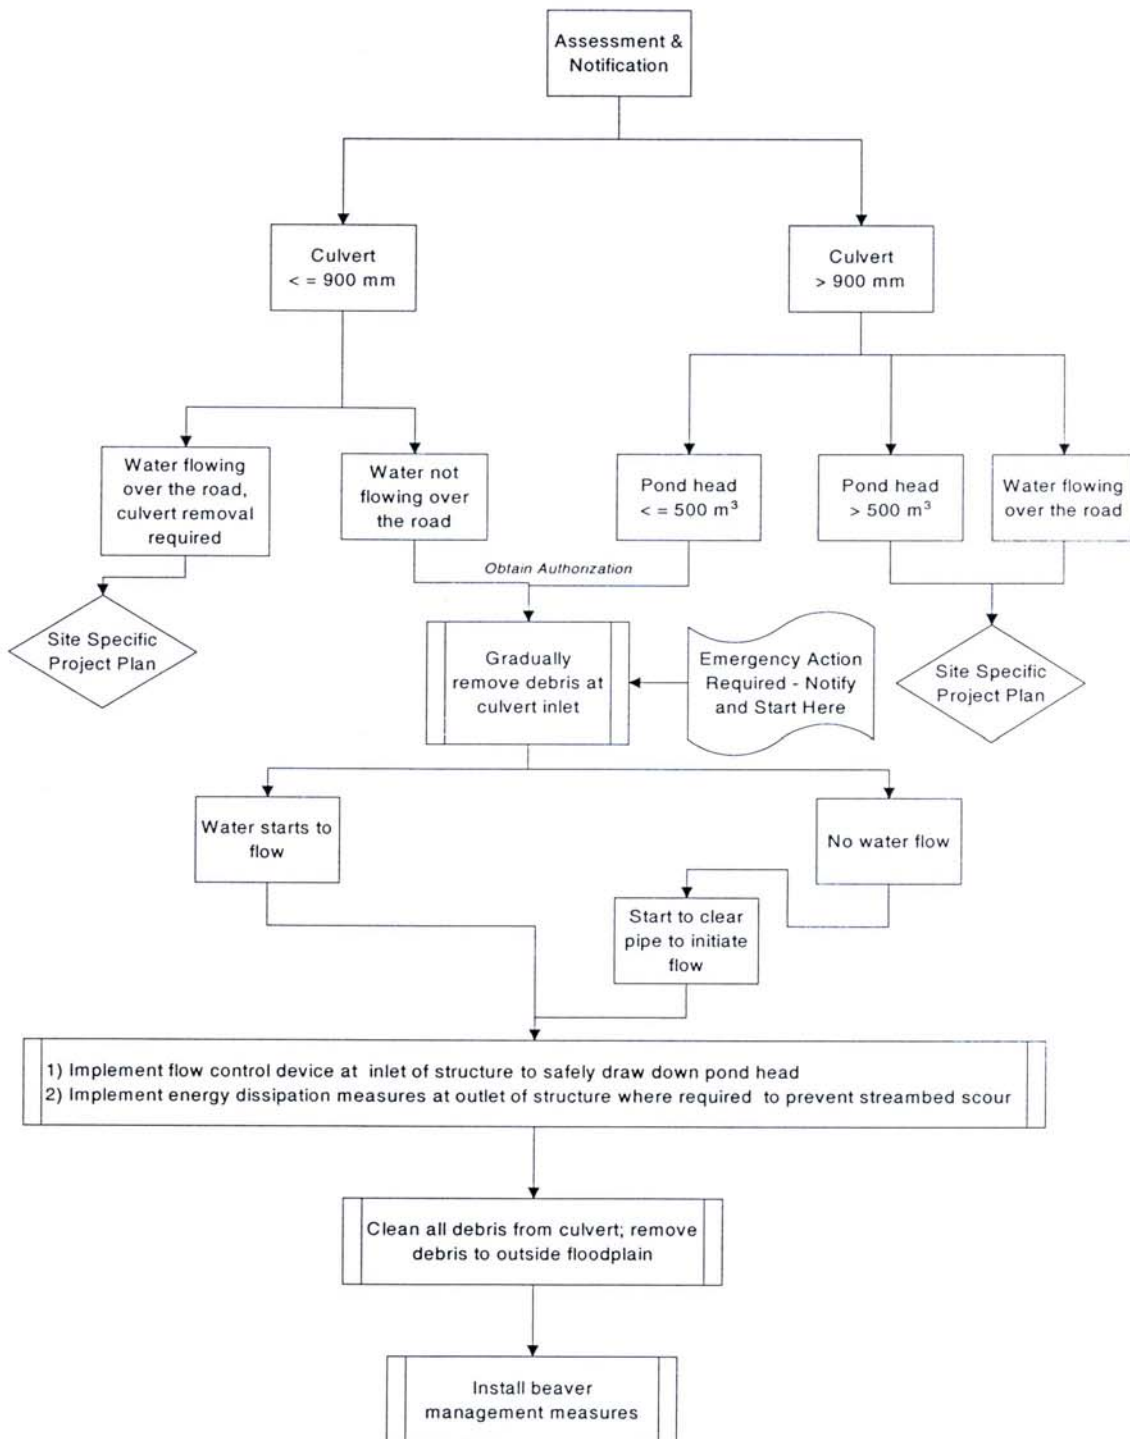 Assessment &
Notification
Culvert
< = 900 mm
Culvert
> 900 mm
Water flowing
over the road,
culvert removal
required
Water not
flowing over
the road
Pond head
< = 500 m³
Pond head
> 500 m³
Water flowing
over the road
Obtain Authorization
Site Specific
Project Plan
Gradually
remove debris at
culvert inlet
Emergency Action
Required - Notify
and Start Here
Site Specific
Project Plan
Water starts to
flow
No water flow
Start to clear
pipe to initiate
flow
1) Implement flow control device at inlet of structure to safely draw down pond head
2) Implement energy dissipation measures at outlet of structure where required to prevent streambed scour
Clean all debris from culvert; remove
debris to outside floodplain
Install beaver
management measures